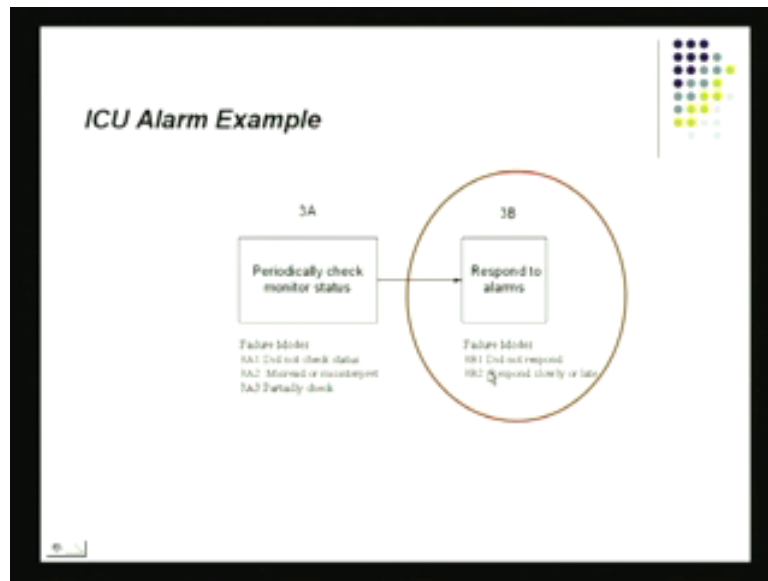 ICU Alarm Example
3A
3B
Periodically check
monitor status
Respond to
alarms
Failure Modes
3A1 Did not check status
3A2 Misread or misinterpret
3A3 Partially check
Failure Modes
3B1 Did not respond
3B2 Respond slowly or late